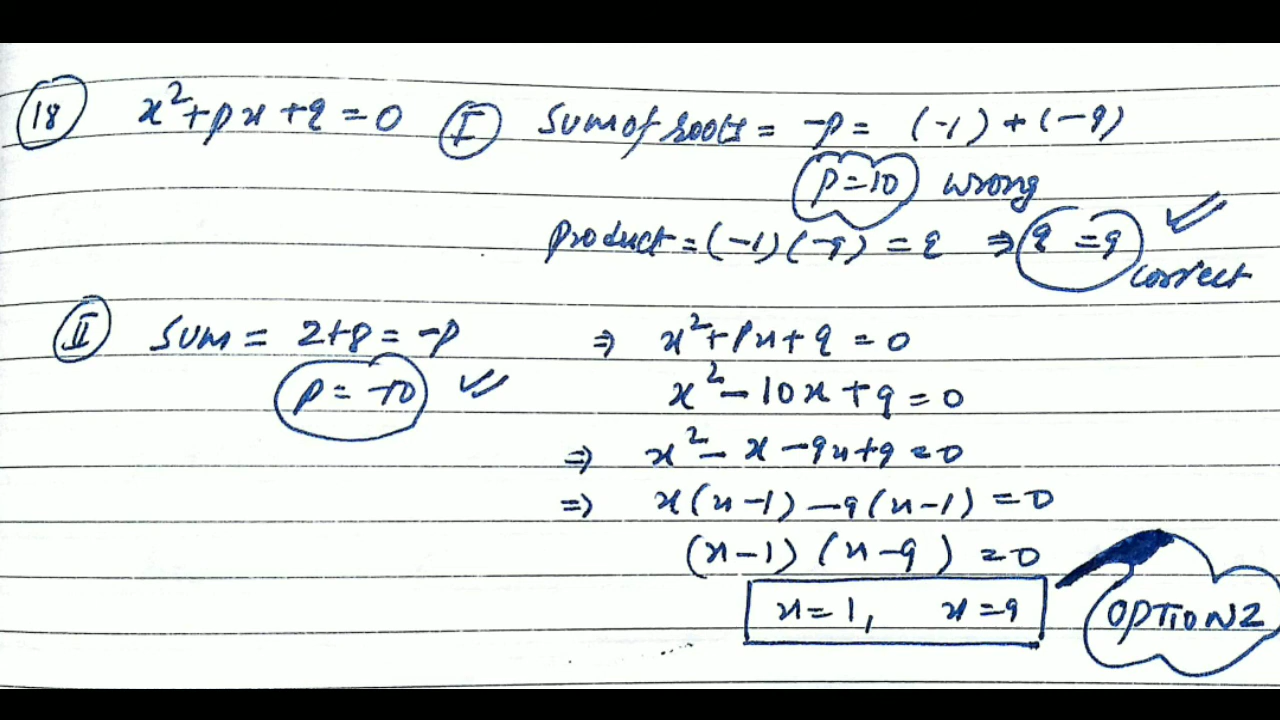 18 x²+px+q=0 I Sum of roots = -p = (-1)+(-9)
p=10 wrong
Product = (-1)(-9) = q ⇒ q=9
correct
II Sum = 2+8=-p ⇒ x²+px+q=0
p=-10 x²-10x+9=0
⇒ x²-x-9x+9=0
⇒ x(x-1)-9(x-1)=0
(x-1)(x-9)=0
x=1, x=9 OPTION 2